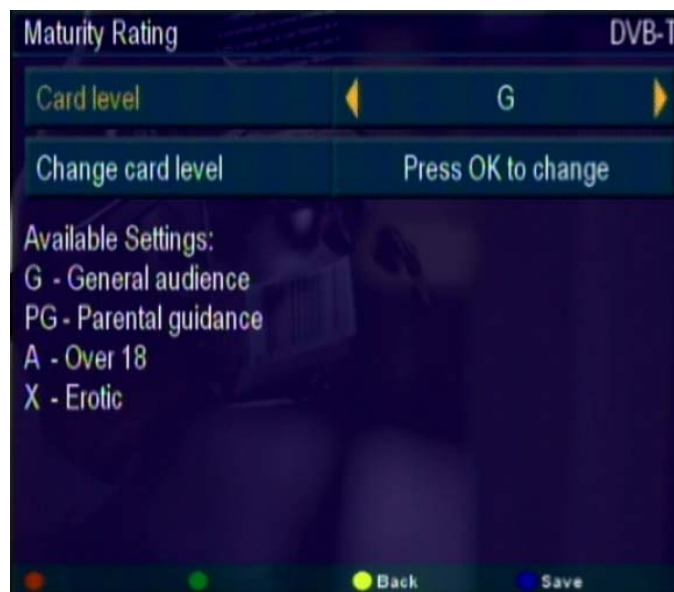 Maturity Rating DVB-T
Card level G
Change card level Press OK to change
Available Settings:
G - General audience
PG - Parental guidance
A - Over 18
X - Erotic
Back Save